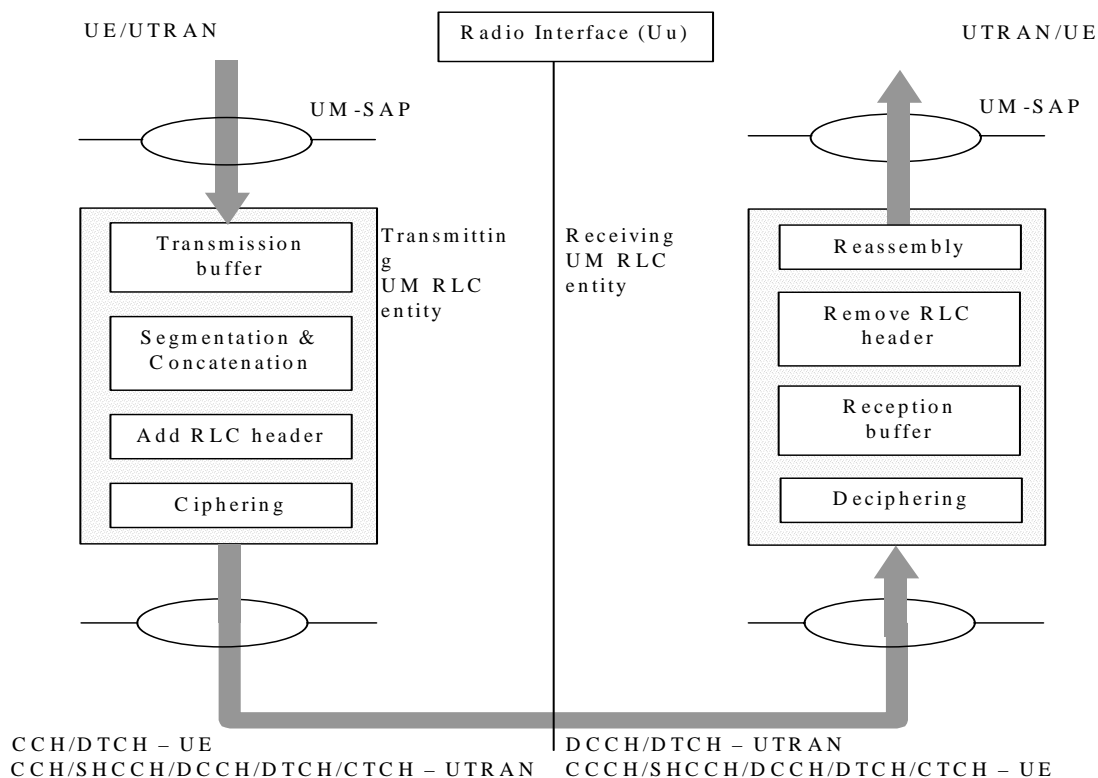 UE/UTRAN
Radio Interface (Uu)
UTRAN/UE
UM-SAP
UM-SAP
Transmission
buffer
Segmentation &
Concatenation
Add RLC header
Ciphering
Transmittin
g
UM RLC
entity
Receiving
UM RLC
entity
Reassembly
Remove RLC
header
Reception
buffer
Deciphering
CCH/DTCH – UE
CCH/SHCCH/DCCH/DTCH/CTCH – UTRAN
DCCH/DTCH – UTRAN
CCCH/SHCCH/DCCH/DTCH/CTCH – UE